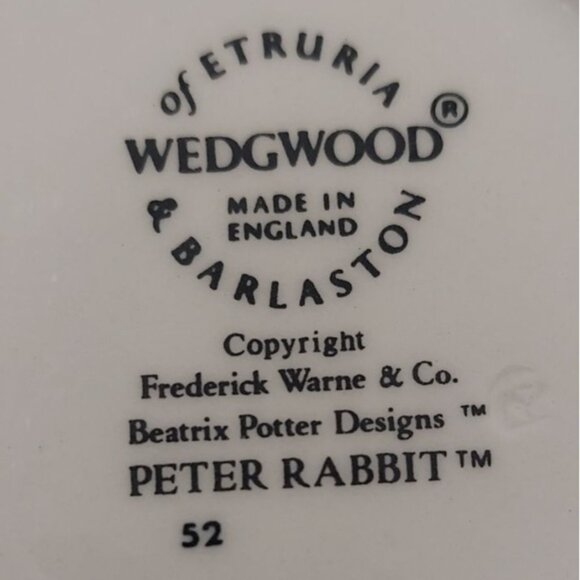 of ETRURIA
WEDGWOOD®
MADE IN
ENGLAND
& BARLASTON
Copyright
Frederick Warne & Co.
Beatrix Potter Designs ™
PETER RABBIT™
52